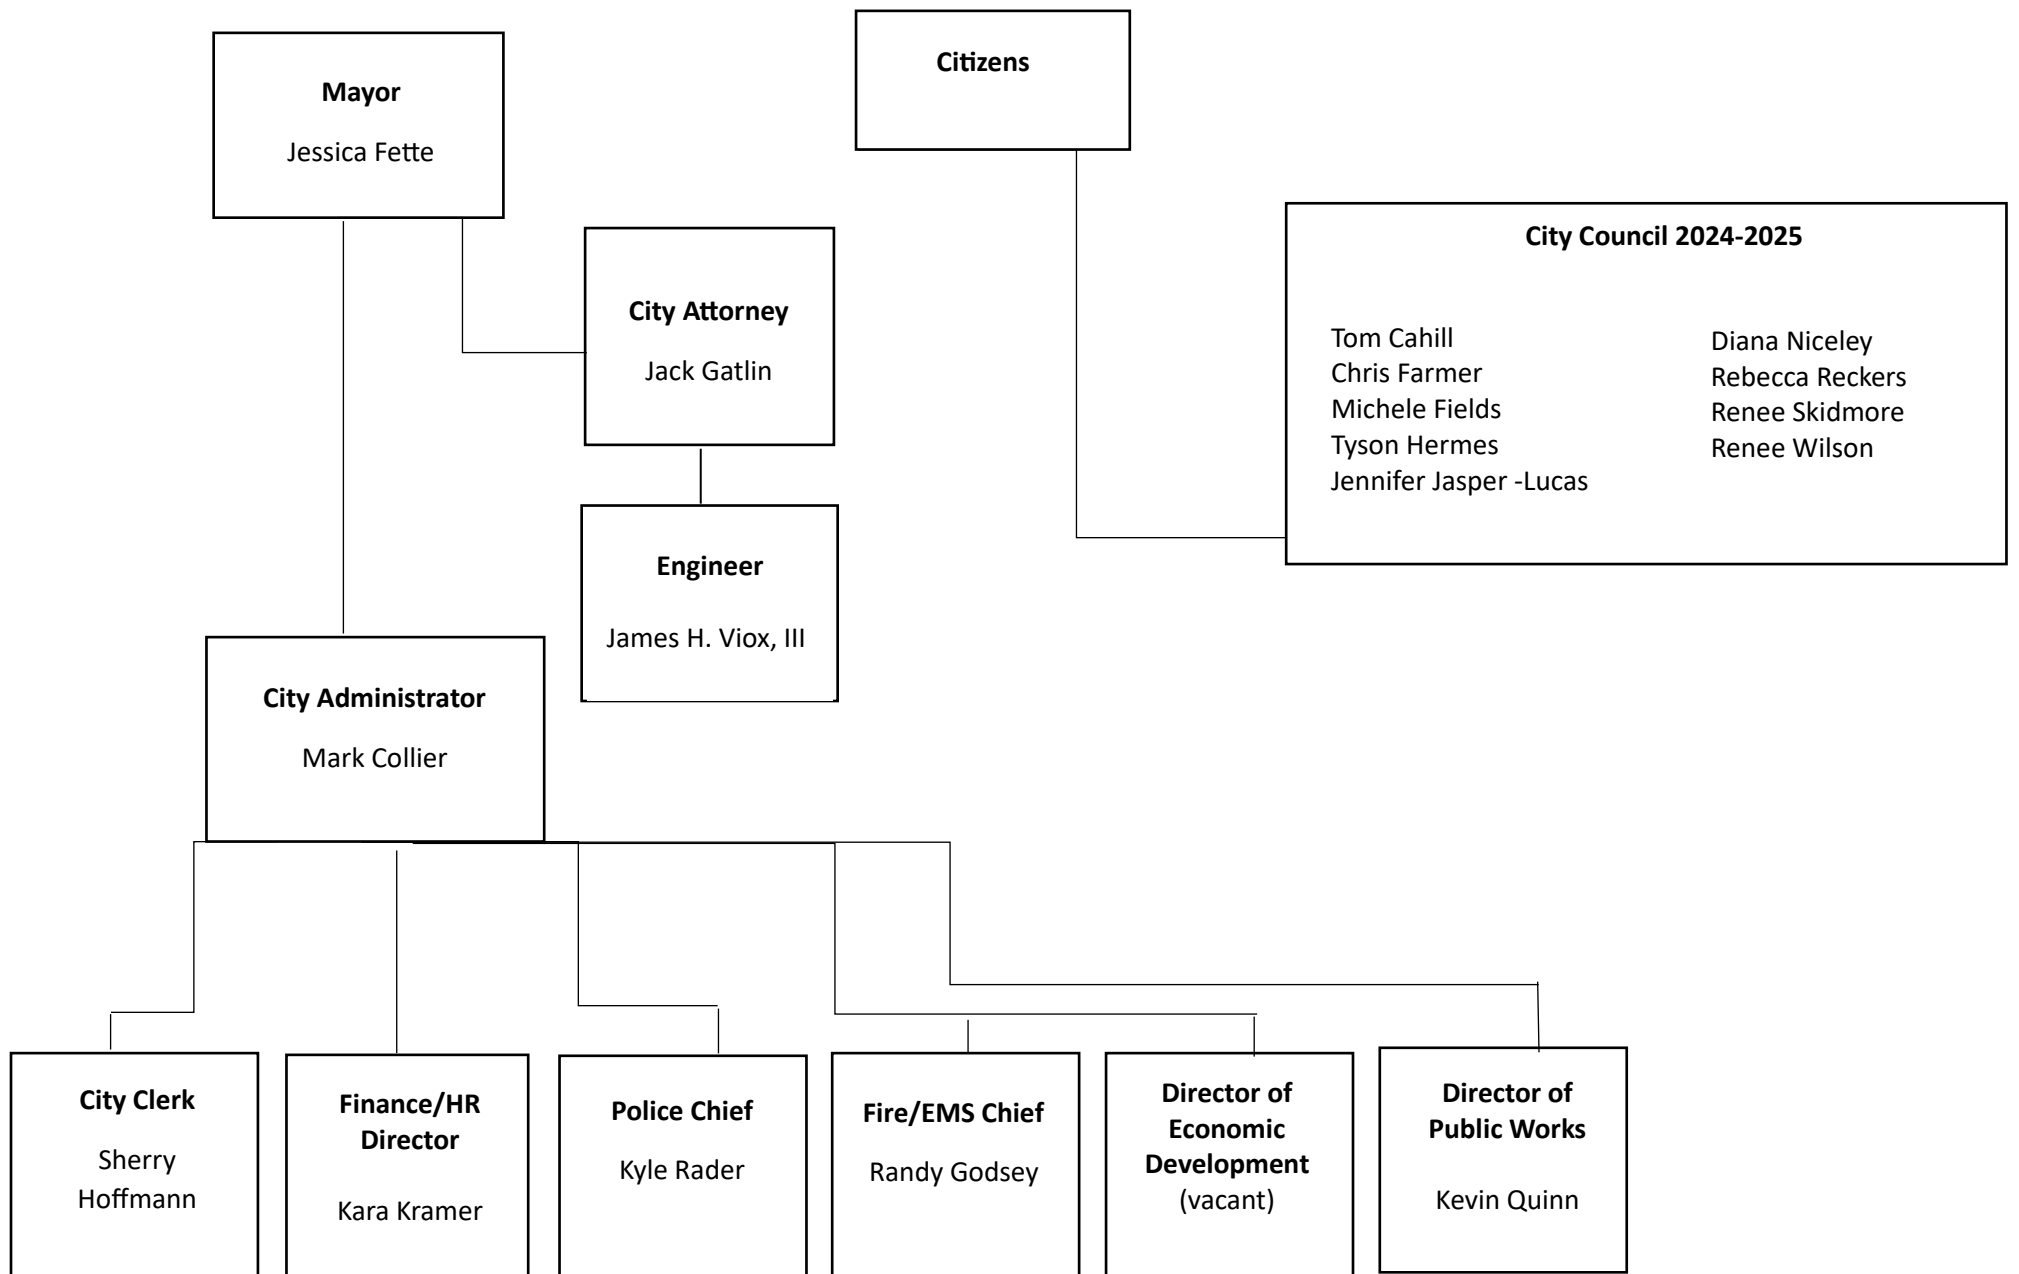 Citizens
Mayor
Jessica Fette
City Council 2024-2025
Tom Cahill
Chris Farmer
Michele Fields
Tyson Hermes
Jennifer Jasper -Lucas
Diana Niceley
Rebecca Reckers
Renee Skidmore
Renee Wilson
City Attorney
Jack Gatlin
Engineer
James H. Viox, III
City Administrator
Mark Collier
City Clerk
Sherry
Hoffmann
Finance/HR
Director
Kara Kramer
Police Chief
Kyle Rader
Fire/EMS Chief
Randy Godsey
Director of
Economic
Development
(vacant)
Director of
Public Works
Kevin Quinn